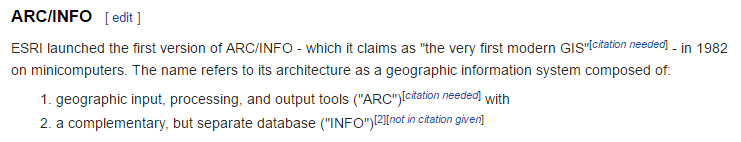 ARC/INFO [ edit ]
ESRI launched the first version of ARC/INFO - which it claims as "the very first modern GIS"[citation needed] - in 1982
on minicomputers. The name refers to its architecture as a geographic information system composed of:
1. geographic input, processing, and output tools ("ARC")[citation needed] with
2. a complementary, but separate database ("INFO")[2][not in citation given]